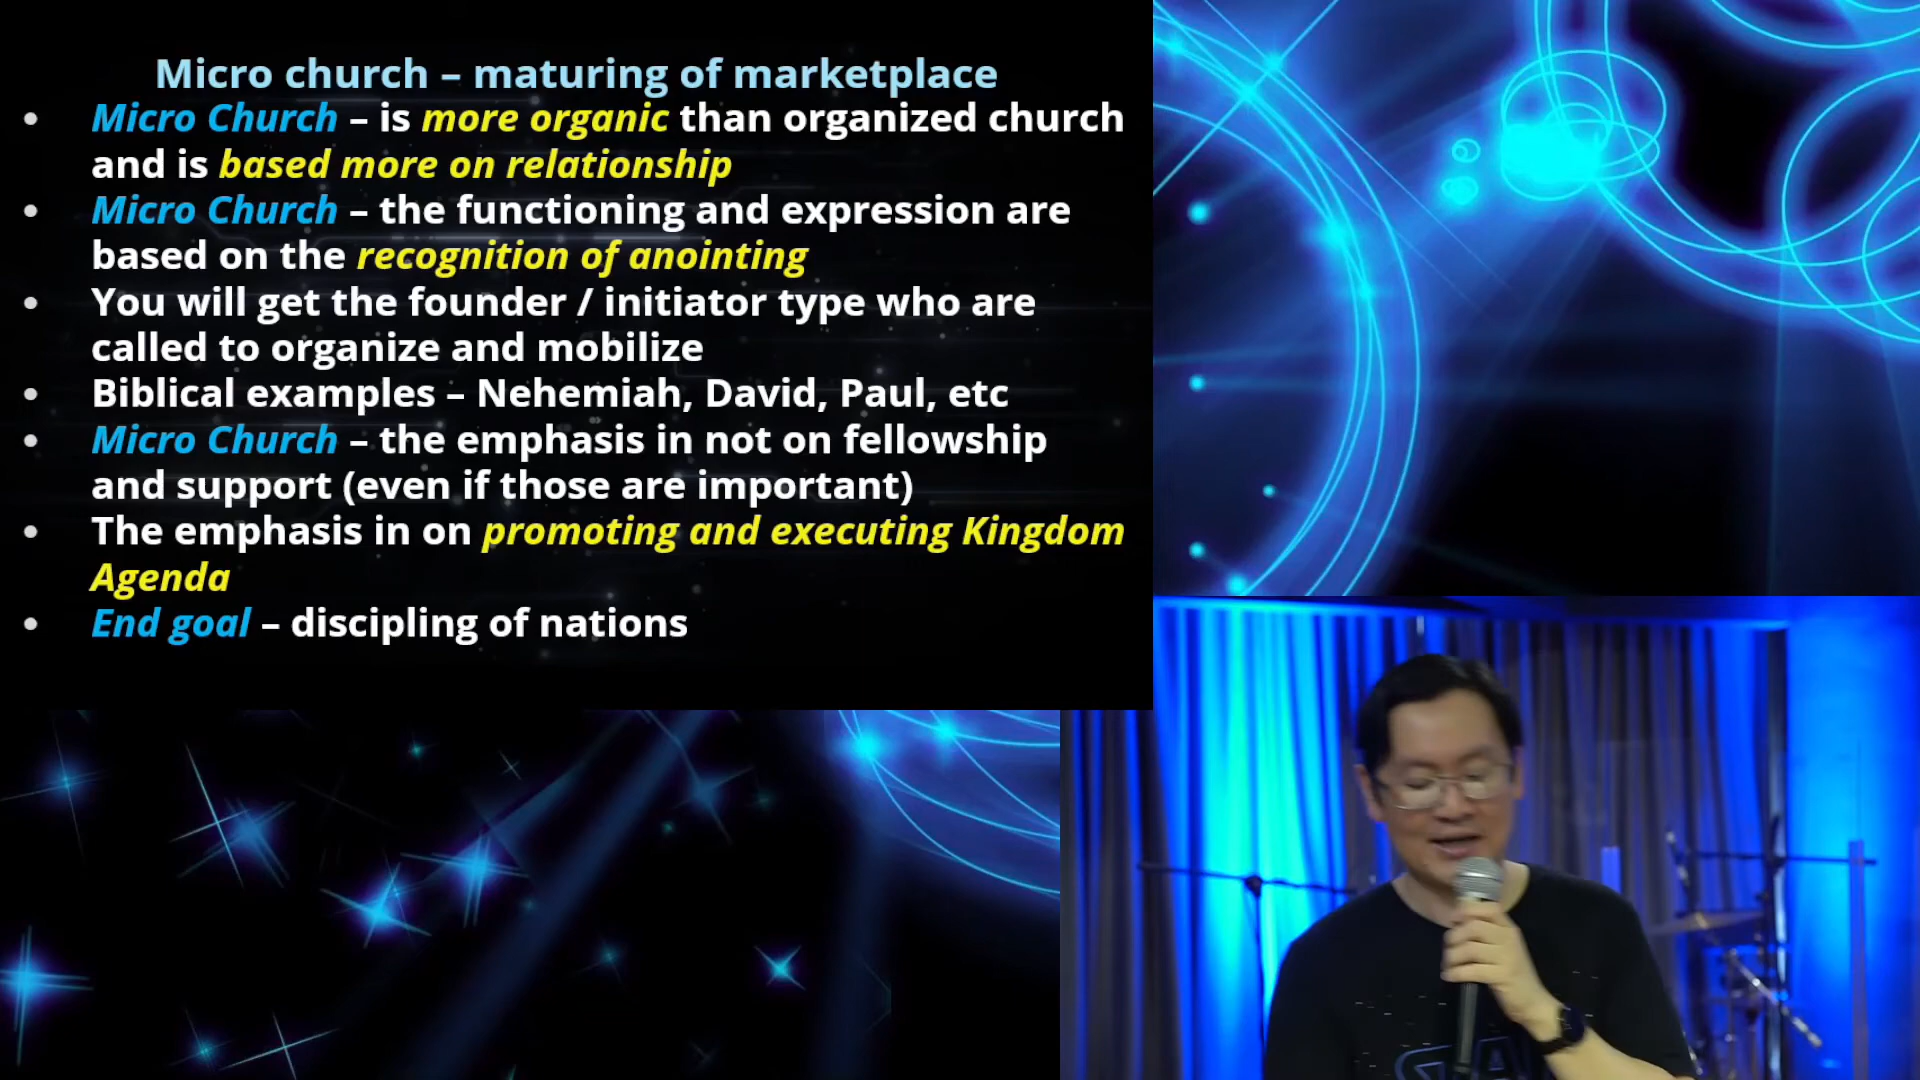 Micro church – maturing of marketplace
• Micro Church – is more organic than organized church
and is based more on relationship
• Micro Church – the functioning and expression are
based on the recognition of anointing
• You will get the founder / initiator type who are
called to organize and mobilize
• Biblical examples – Nehemiah, David, Paul, etc
• Micro Church – the emphasis in not on fellowship
and support (even if those are important)
• The emphasis in on promoting and executing Kingdom
Agenda
• End goal – discipling of nations